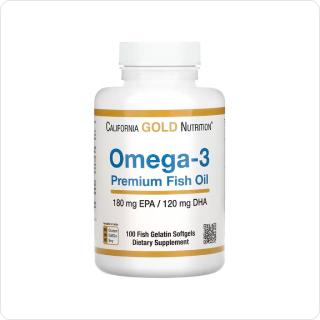 CALIFORNIA GOLD NUTRITION®
Omega-3
Premium Fish Oil
180 mg EPA / 120 mg DHA
100 Fish Gelatin Softgels
Dietary Supplement